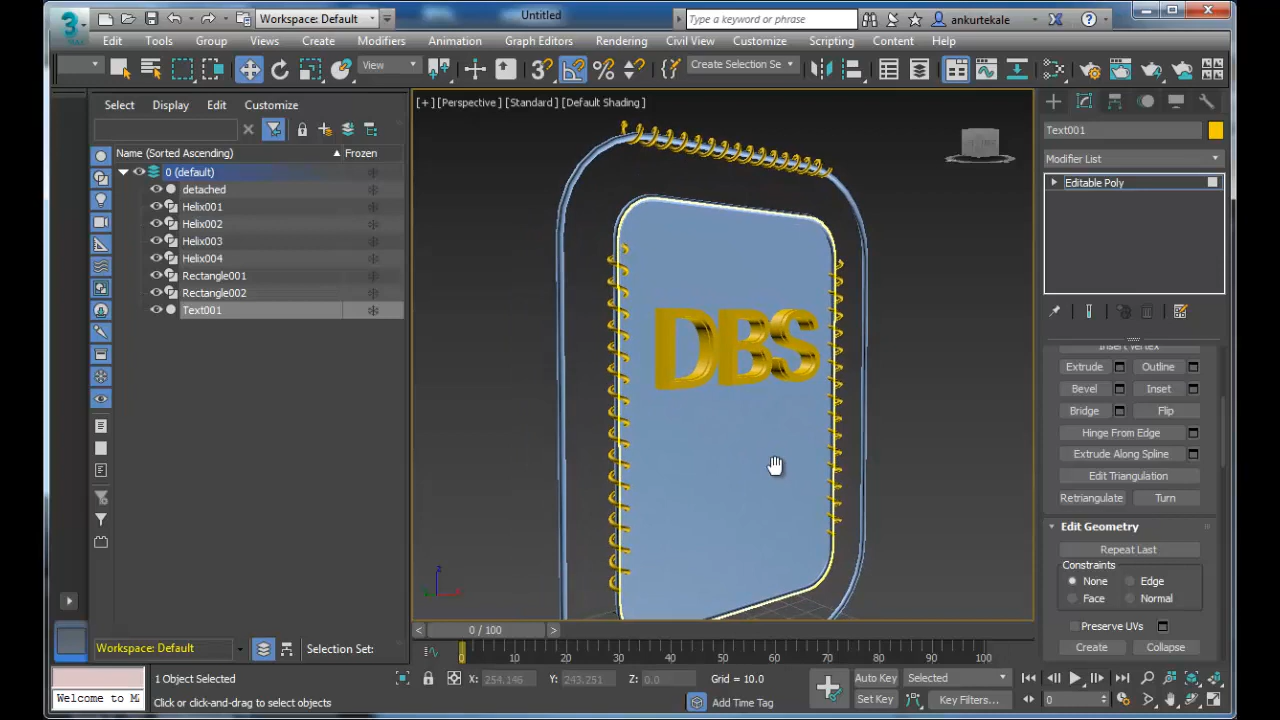 3
Workspace: Default
Untitled
Type a keyword or phrase
ankurtekale
Edit Tools Group Views Create Modifiers Animation Graph Editors Rendering Civil View Customize Scripting Content Help
View
Create Selection Se
Select Display Edit Customize
Name (Sorted Ascending) Frozen
0 (default)
detached
Helix001
Helix002
Helix003
Helix004
Rectangle001
Rectangle002
Text001
[+] [Perspective] [Standard] [Default Shading]
DBS
Text001
Modifier List
Editable Poly
Insert Vertex
Extrude Outline
Bevel Inset
Bridge Flip
Hinge From Edge
Extrude Along Spline
Edit Triangulation
Retriangulate Turn
Edit Geometry
Repeat Last
Constraints
None Edge
Face Normal
Preserve UVs
Create Collapse
0 / 100
0 10 20 30 40 50 60 70 80 90 100
Workspace: Default
Selection Set:
1 Object Selected
X: 254.146 Y: 243.251 Z: 0.0 Grid = 10.0
Auto Key Selected
Welcome to M
Click or click-and-drag to select objects
Add Time Tag
Set Key Key Filters...
0